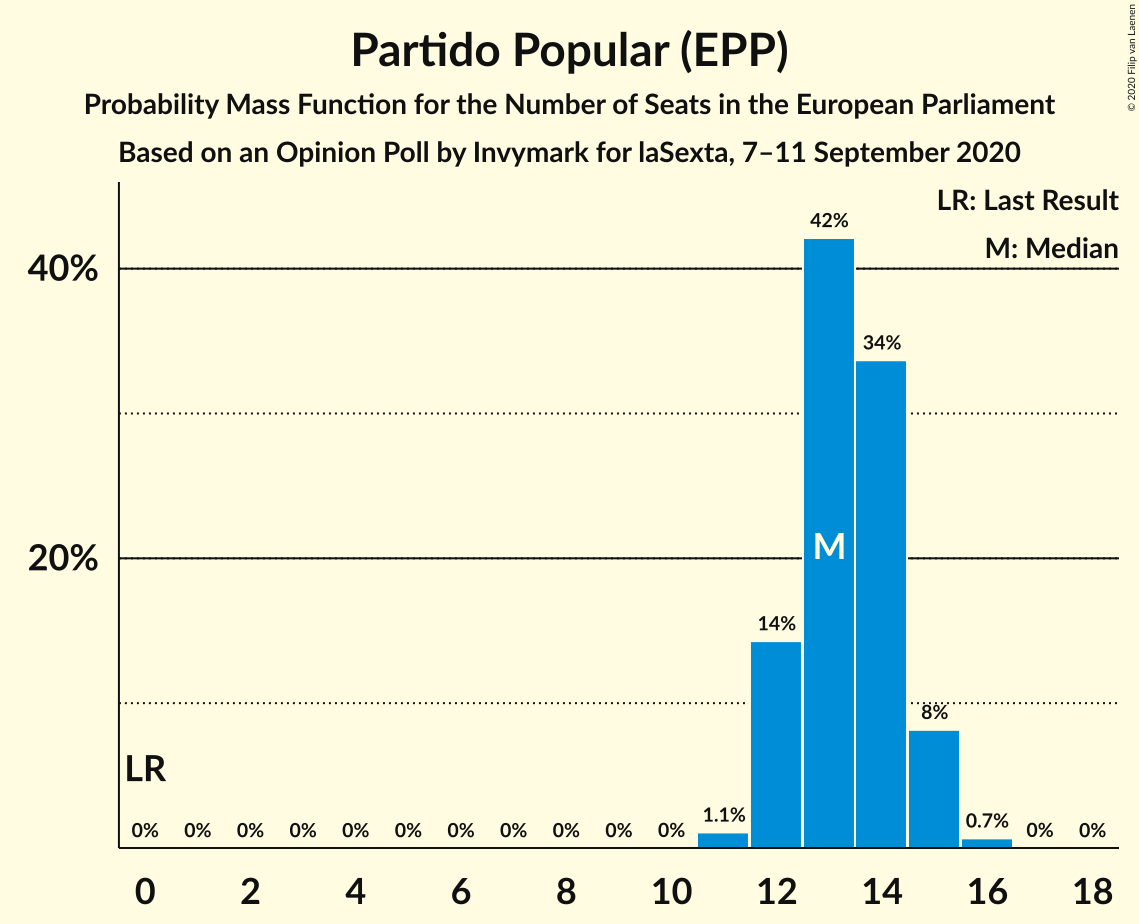 Partido Popular (EPP)
Probability Mass Function for the Number of Seats in the European Parliament
Based on an Opinion Poll by Invymark for laSexta, 7–11 September 2020
© 2020 Filip van Laenen
LR: Last Result
M: Median
40%
20%
42%
34%
14%
8%
1.1%
0.7%
M
LR
0% 0% 0% 0% 0% 0% 0% 0% 0% 0% 0% 0% 0%
0 2 4 6 8 10 12 14 16 18